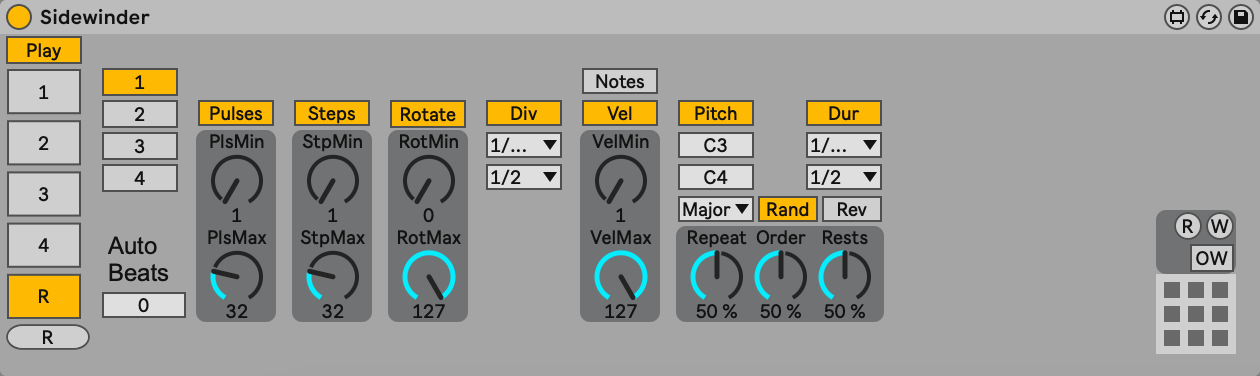 Sidewinder
Play
1
2
3
4
R
R
1
2
3
4
Auto
Beats
0
Pulses
PlsMin
1
PlsMax
32
Steps
StpMin
1
StpMax
32
Rotate
RotMin
0
RotMax
127
Div
1/...
1/2
Notes
Vel
VelMin
1
VelMax
127
Pitch
C3
C4
Dur
1/...
1/2
Major Rand Rev
Repeat Order Rests
50 % 50 % 50 %
R W
OW